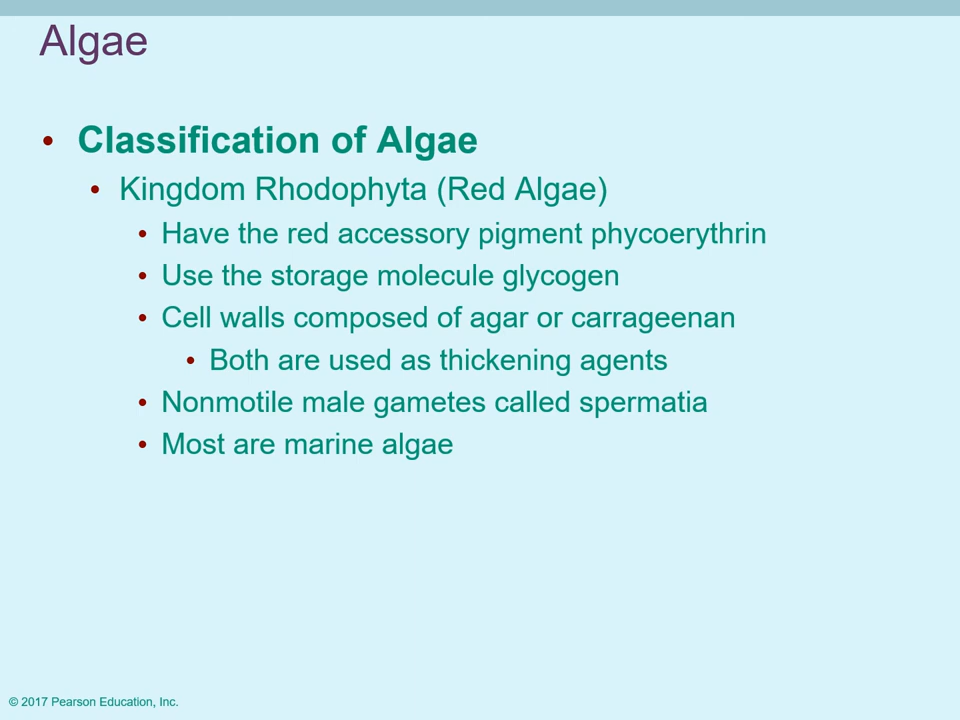 Algae
• Classification of Algae
• Kingdom Rhodophyta (Red Algae)
• Have the red accessory pigment phycoerythrin
• Use the storage molecule glycogen
• Cell walls composed of agar or carrageenan
• Both are used as thickening agents
• Nonmotile male gametes called spermatia
• Most are marine algae
© 2017 Pearson Education, Inc.